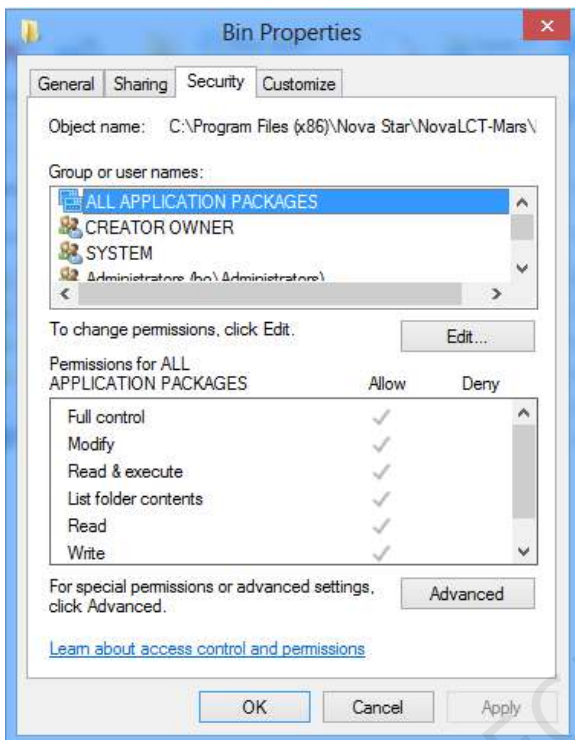 Bin Properties
General Sharing Security Customize
Object name: C:\Program Files (x86)\Nova Star\NovaLCT-Mars\
Group or user names:
ALL APPLICATION PACKAGES
CREATOR OWNER
SYSTEM
Administrators (bo\Administrators)
To change permissions, click Edit.
Edit...
Permissions for ALL
APPLICATION PACKAGES Allow Deny
Full control
Modify
Read & execute
List folder contents
Read
Write
For special permissions or advanced settings,
click Advanced.
Advanced
Learn about access control and permissions
OK Cancel Apply